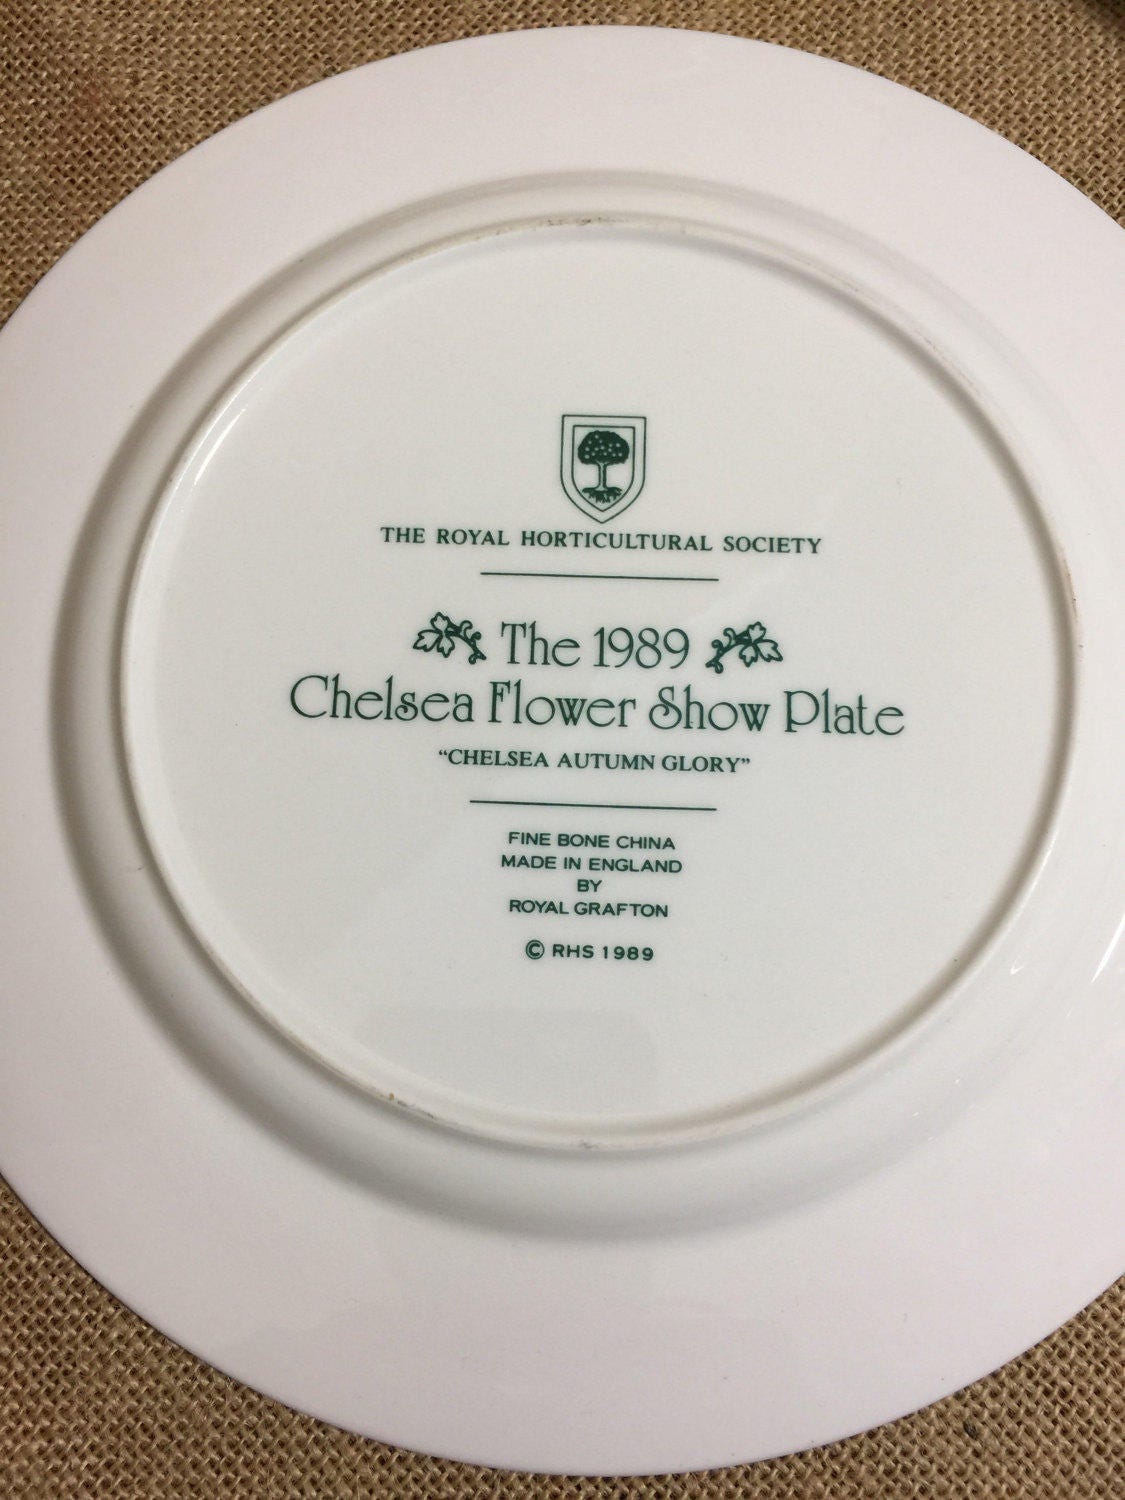 THE ROYAL HORTICULTURAL SOCIETY
The 1989
Chelsea Flower Show Plate
“CHELSEA AUTUMN GLORY”
FINE BONE CHINA
MADE IN ENGLAND
BY
ROYAL GRAFTON
© RHS 1989